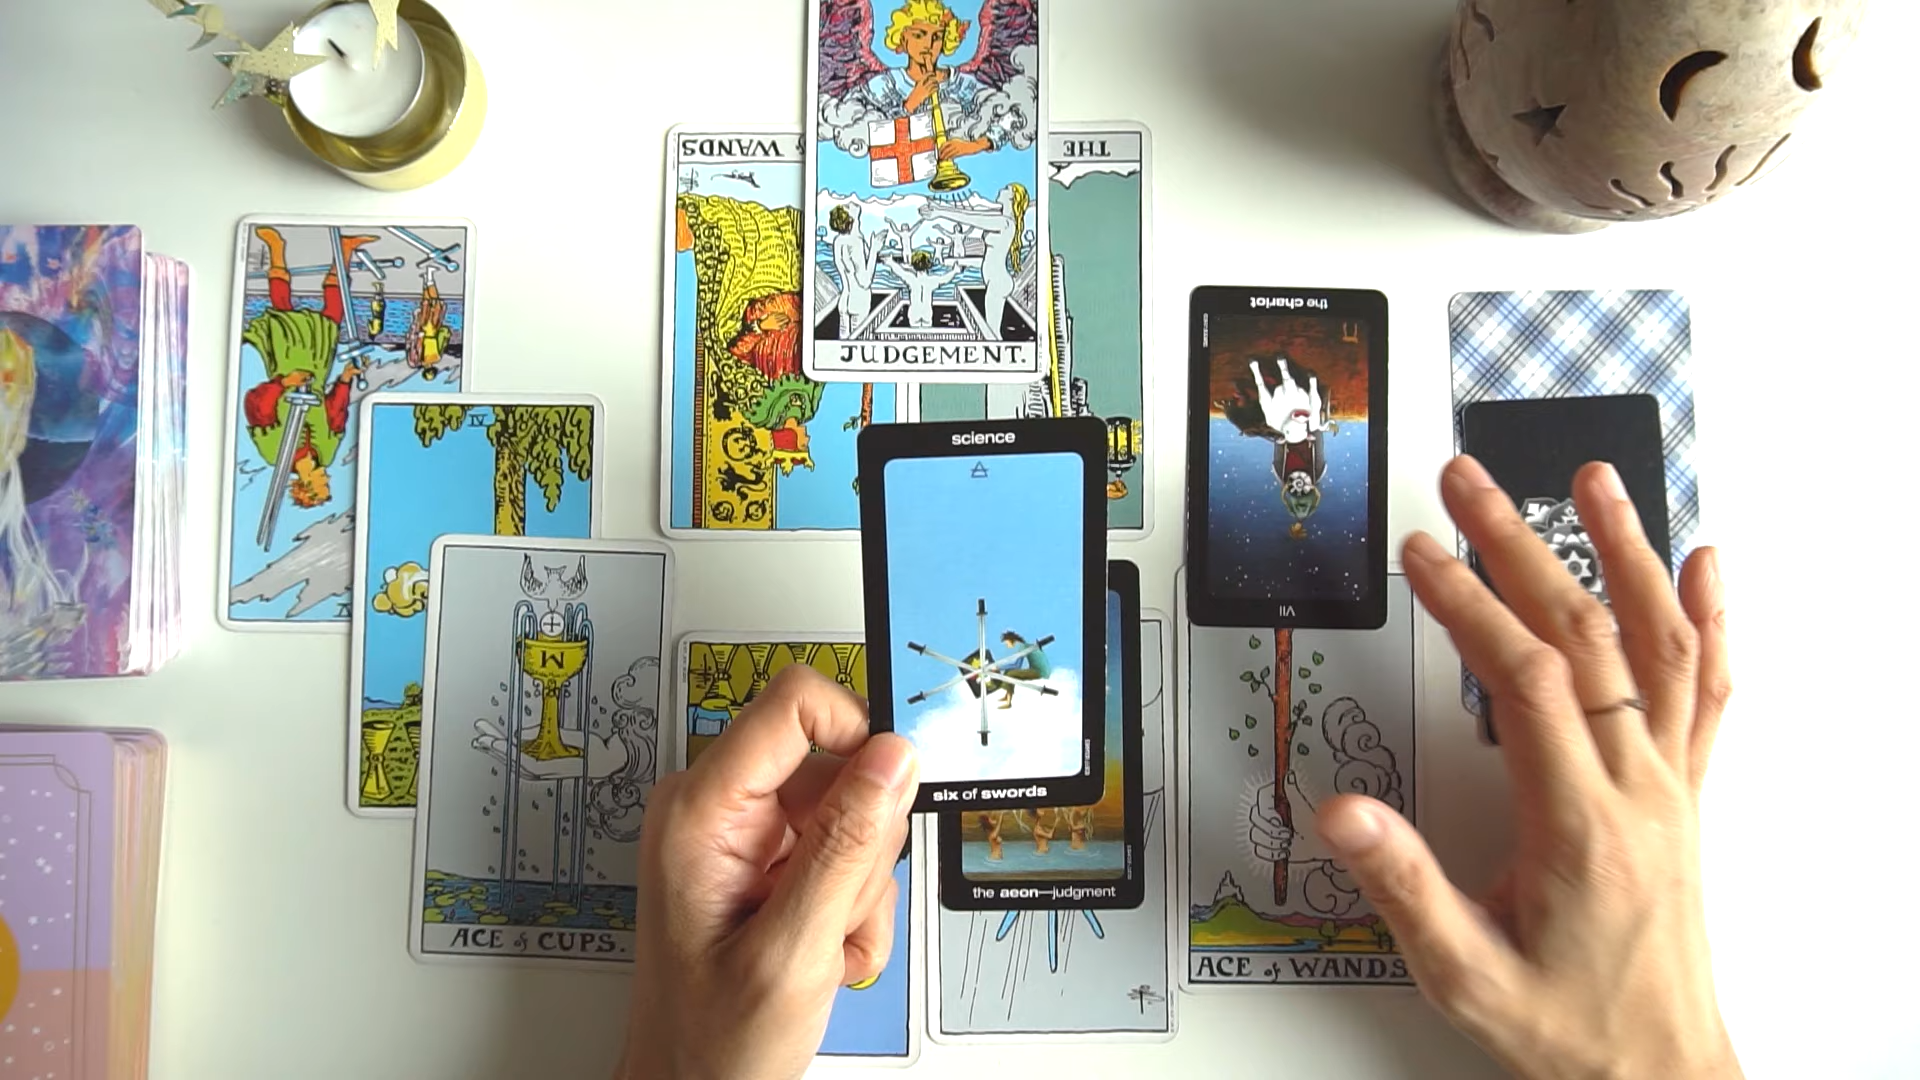 WANDS
THE
JUDGEMENT.
the chariot
VII
science
six of swords
IV
V
M
ACE of CUPS.
the aeon—judgment
ACE of WANDS